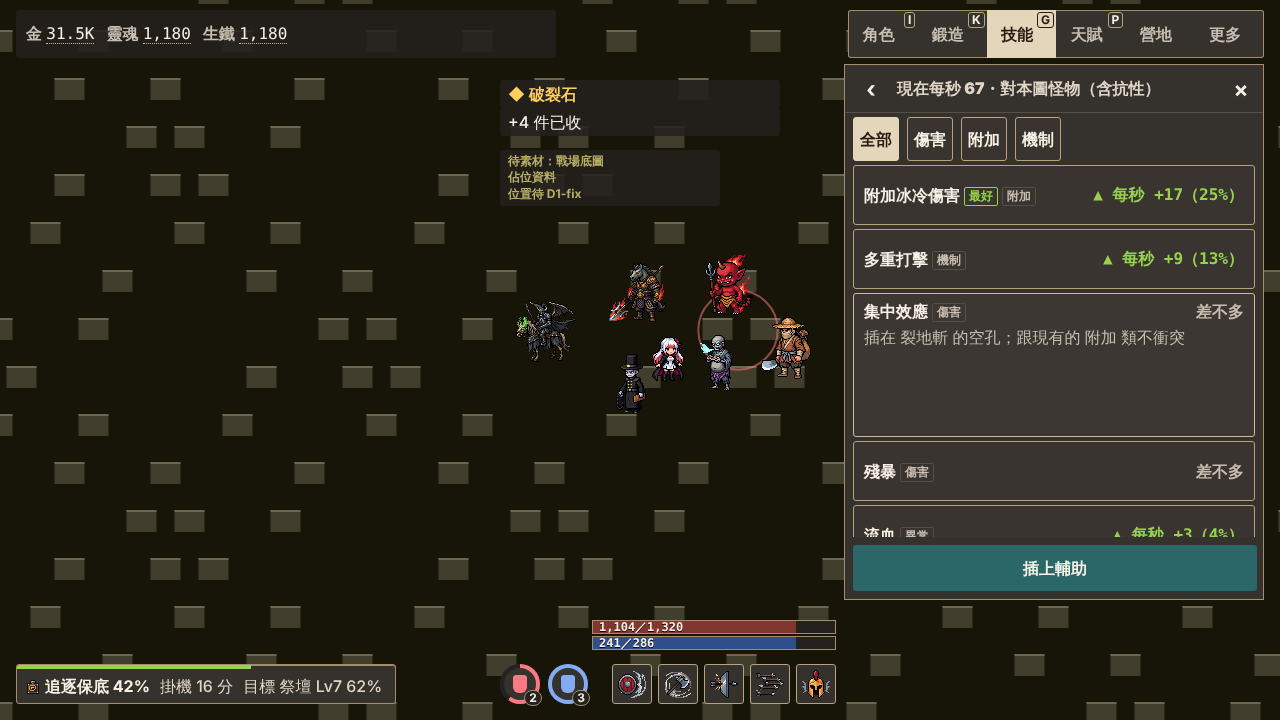 金 31.5K 靈魂 1,180 生鐵 1,180
角色 I 鍛造 K 技能 G 天賦 P 營地 更多
◆ 破裂石
+4 件已收
待素材：戰場底圖
佔位資料
位置待 D1-fix
‹ 現在每秒 67・對本圖怪物（含抗性） ×
全部 傷害 附加 機制
附加冰冷傷害 最好 附加 ▲ 每秒 +17（25%）
多重打擊 機制 ▲ 每秒 +9（13%）
集中效應 傷害 差不多
插在 裂地斬 的空孔；跟現有的 附加 類不衝突
殘暴 傷害 差不多
流血 異常 ▲ 每秒 +3（4%）
插上輔助
1,104／1,320
241／286
追逐保底 42% 掛機 16 分 目標 祭壇 Lv7 62%
2 3